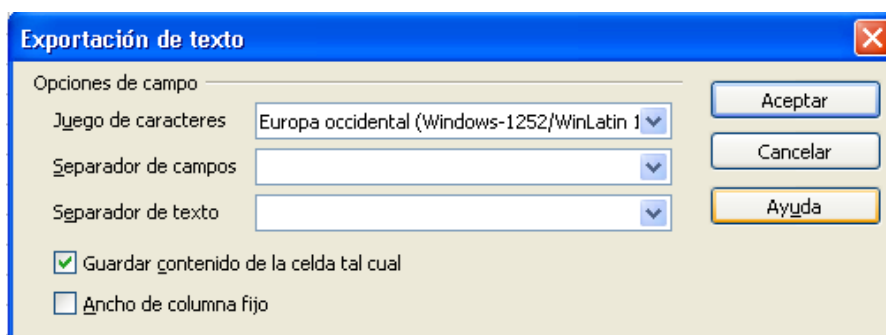 Exportación de texto
Opciones de campo
Juego de caracteres
Europa occidental (Windows-1252/WinLatin 1
Separador de campos
Separador de texto
Guardar contenido de la celda tal cual
Ancho de columna fijo
Aceptar
Cancelar
Ayuda